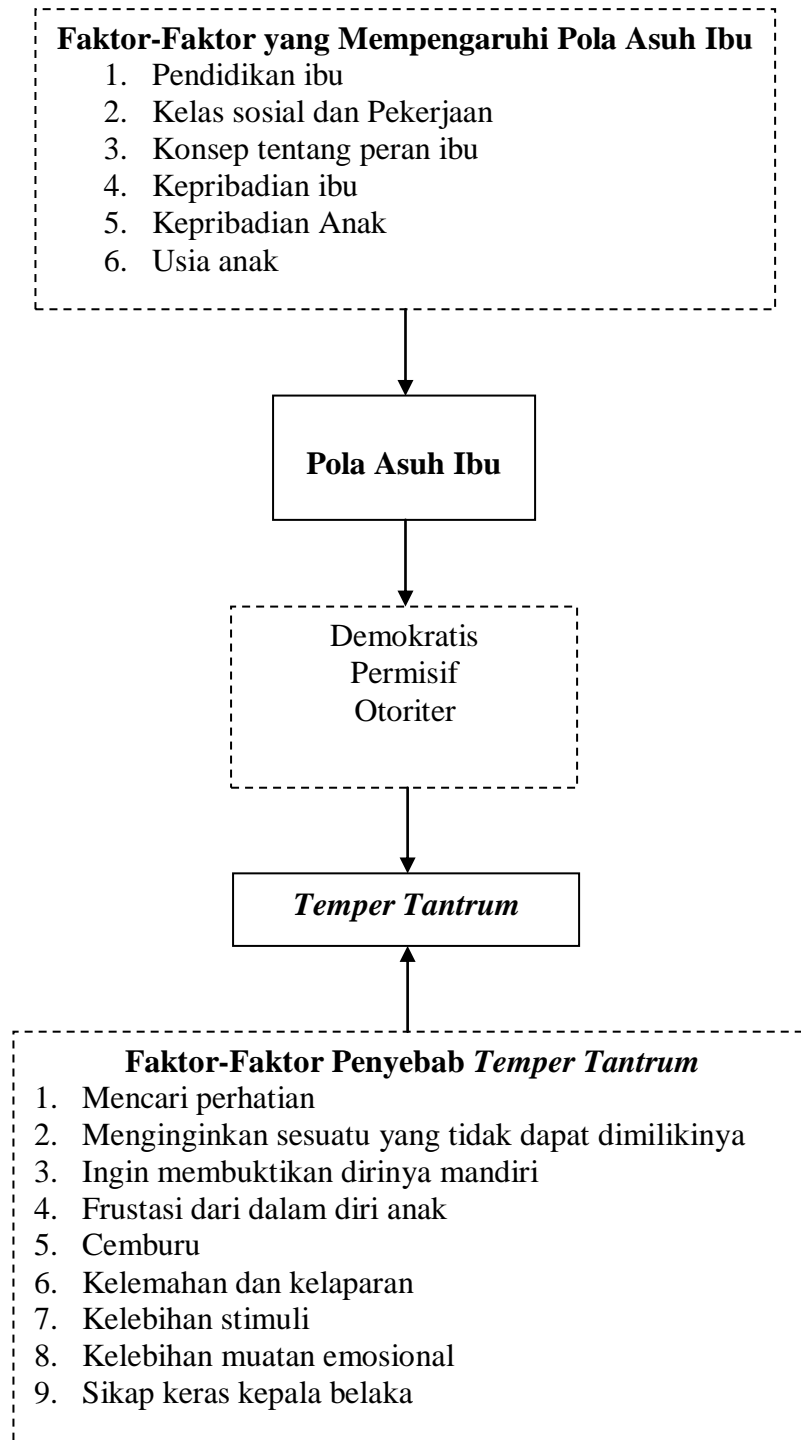 Faktor-Faktor yang Mempengaruhi Pola Asuh Ibu
1. Pendidikan ibu
2. Kelas sosial dan Pekerjaan
3. Konsep tentang peran ibu
4. Kepribadian ibu
5. Kepribadian Anak
6. Usia anak
Pola Asuh Ibu
Demokratis
Permisif
Otoriter
Temper Tantrum
Faktor-Faktor Penyebab Temper Tantrum
1. Mencari perhatian
2. Menginginkan sesuatu yang tidak dapat dimilikinya
3. Ingin membuktikan dirinya mandiri
4. Frustasi dari dalam diri anak
5. Cemburu
6. Kelemahan dan kelaparan
7. Kelebihan stimuli
8. Kelebihan muatan emosional
9. Sikap keras kepala belaka